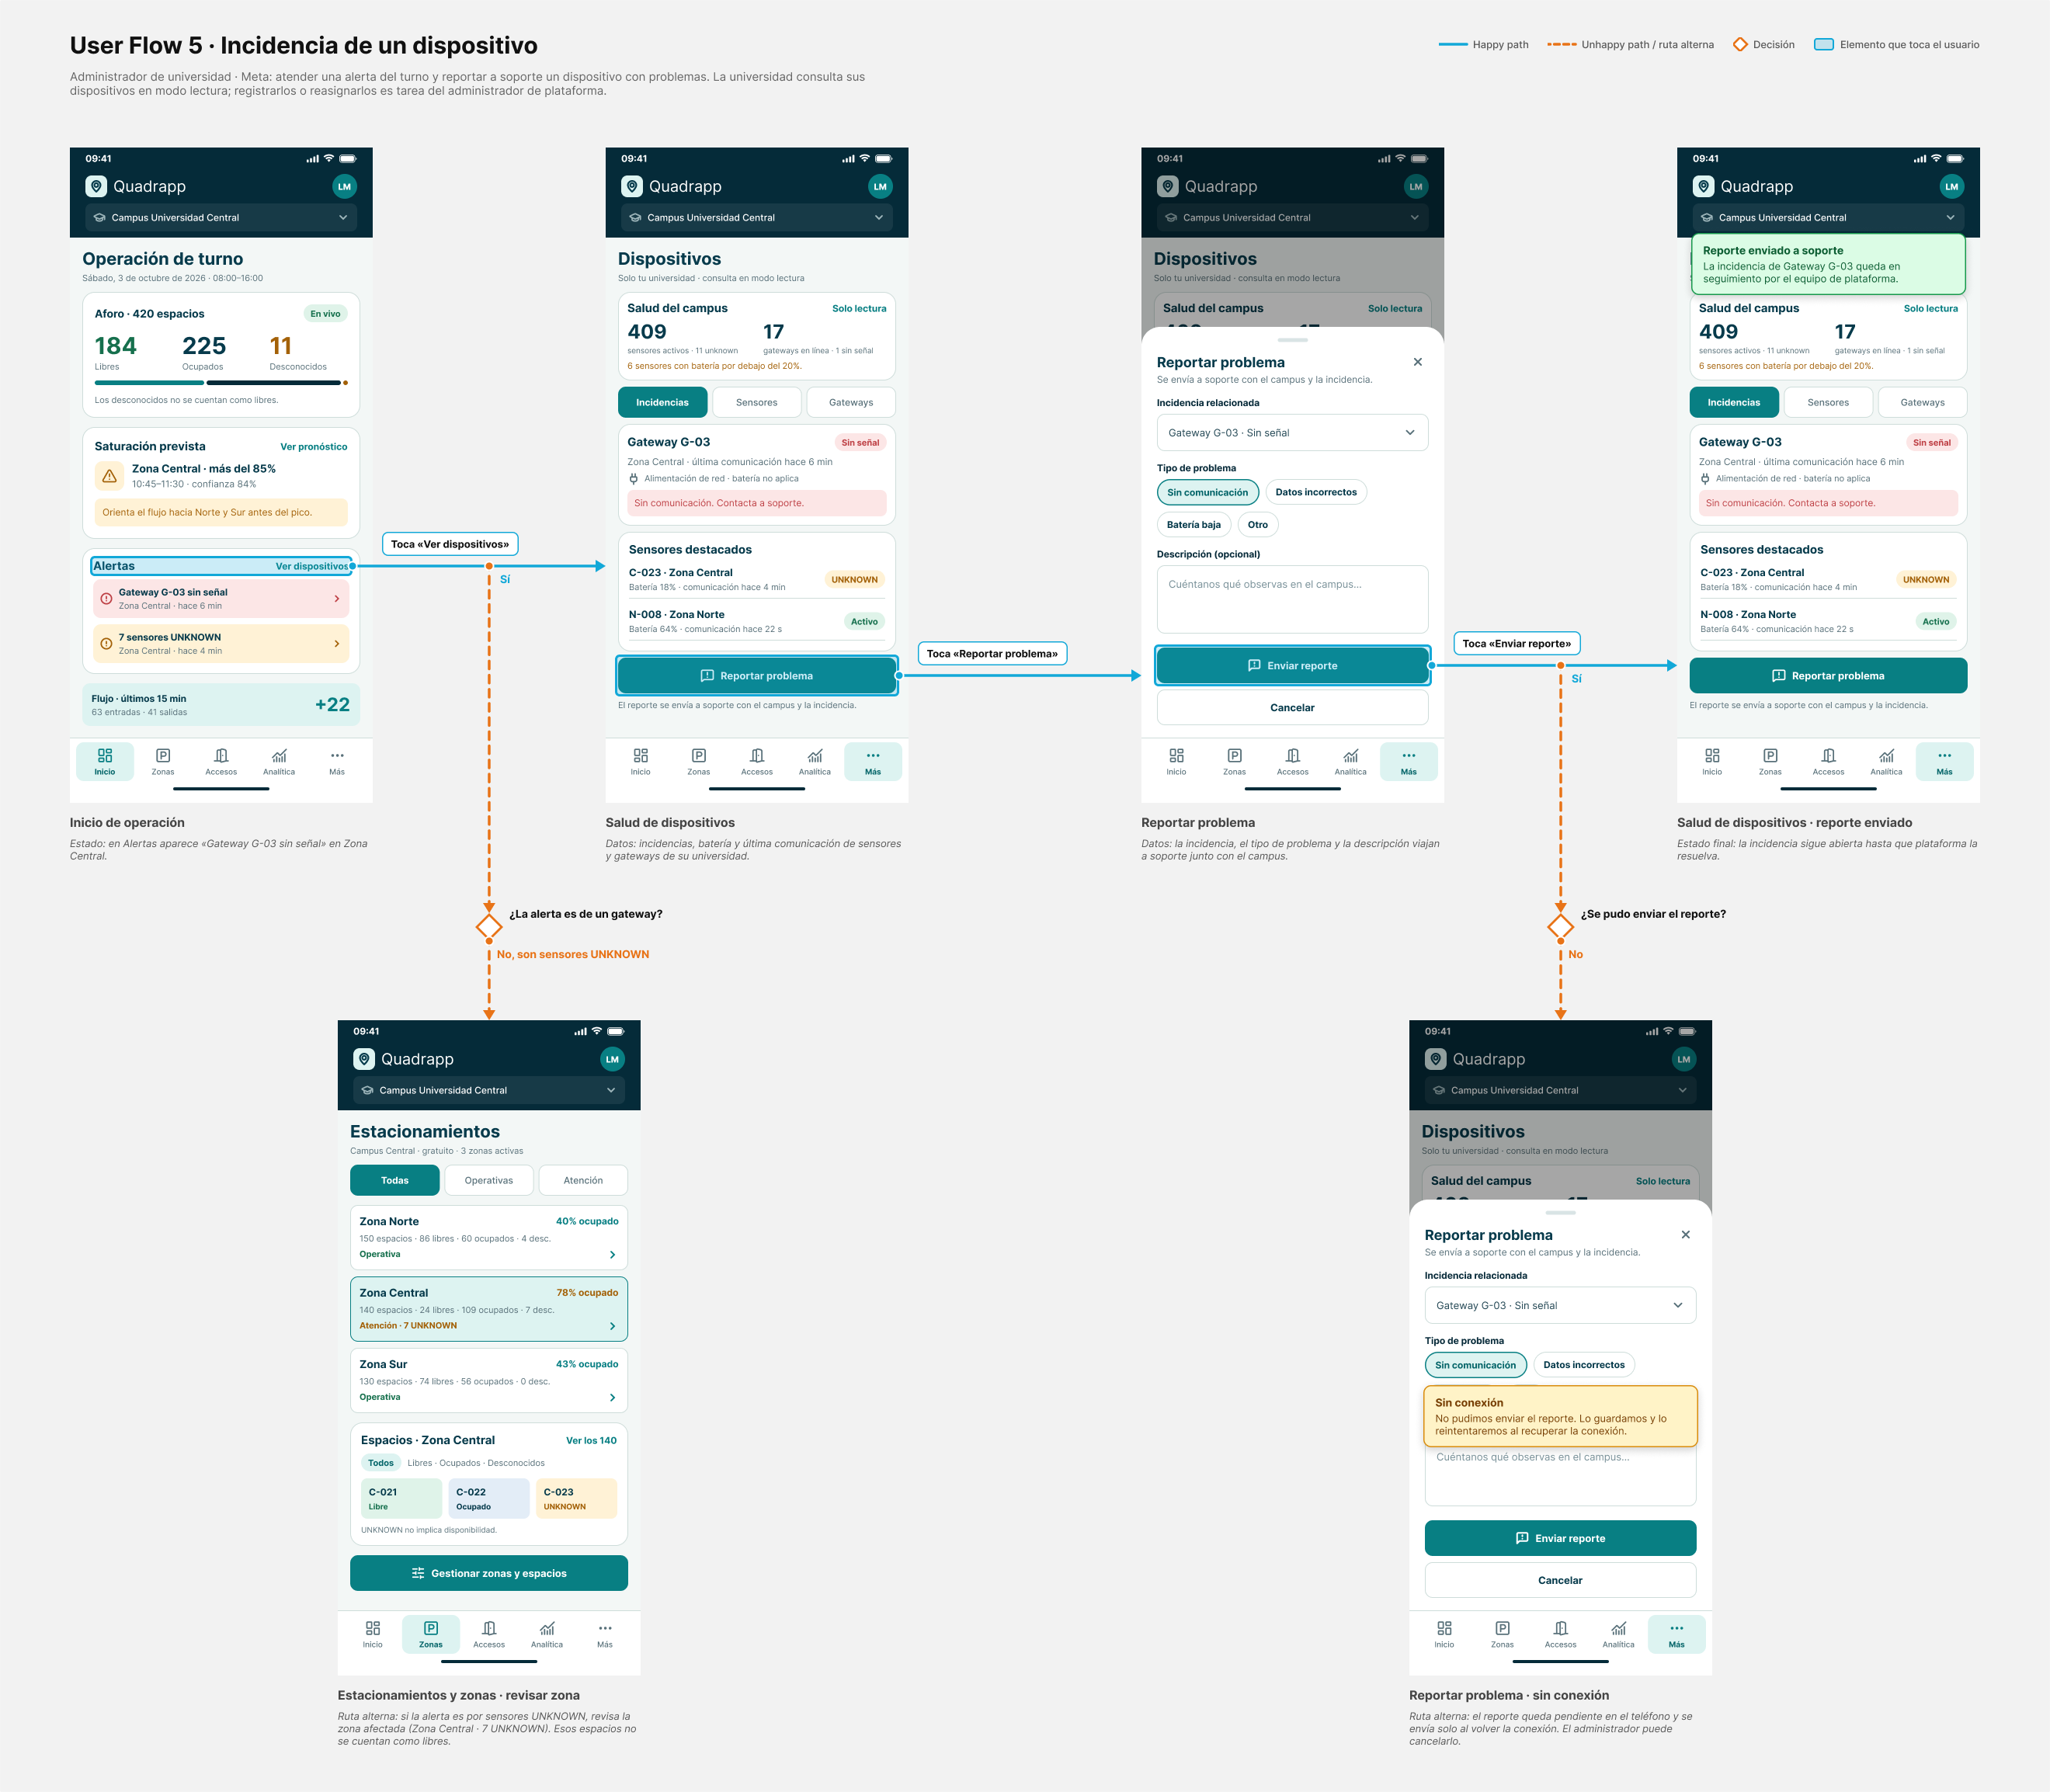 User Flow 5 · Incidencia de un dispositivo
Administrador de universidad · Meta: atender una alerta del turno y reportar a soporte un dispositivo con problemas. La universidad consulta sus
dispositivos en modo lectura; registrarlos o reasignarlos es tarea del administrador de plataforma.
Happy path
Unhappy path / ruta alterna
Decisión
Elemento que toca el usuario
09:41
Quadrapp
LM
Campus Universidad Central
Operación de turno
Sábado, 3 de octubre de 2026 · 08:00–16:00
Aforo · 420 espacios
En vivo
184
225
11
Libres
Ocupados
Desconocidos
Los desconocidos no se cuentan como libres.
Saturación prevista
Ver pronóstico
Zona Central · más del 85%
10:45–11:30 · confianza 84%
Orienta el flujo hacia Norte y Sur antes del pico.
Alertas
Ver dispositivos
Gateway G-03 sin señal
Zona Central · hace 6 min
7 sensores UNKNOWN
Zona Central · hace 4 min
Flujo · últimos 15 min
63 entradas · 41 salidas
+22
Inicio
Zonas
Accesos
Analítica
Más
Inicio de operación
Estado: en Alertas aparece «Gateway G-03 sin señal» en Zona
Central.
Toca «Ver dispositivos»
Sí
09:41
Quadrapp
LM
Campus Universidad Central
Dispositivos
Solo tu universidad · consulta en modo lectura
Salud del campus
Solo lectura
409
17
sensores activos · 11 unknown
gateways en línea · 1 sin señal
6 sensores con batería por debajo del 20%.
Incidencias
Sensores
Gateways
Gateway G-03
Sin señal
Zona Central · última comunicación hace 6 min
Alimentación de red · batería no aplica
Sin comunicación. Contacta a soporte.
Sensores destacados
C-023 · Zona Central
Batería 18% · comunicación hace 4 min
UNKNOWN
N-008 · Zona Norte
Batería 64% · comunicación hace 22 s
Activo
Reportar problema
El reporte se envía a soporte con el campus y la incidencia.
Inicio
Zonas
Accesos
Analítica
Más
Salud de dispositivos
Datos: incidencias, batería y última comunicación de sensores
y gateways de su universidad.
Toca «Reportar problema»
09:41
Quadrapp
LM
Campus Universidad Central
Dispositivos
Solo tu universidad · consulta en modo lectura
Salud del campus
Solo lectura
Reportar problema
Se envía a soporte con el campus y la incidencia.
Incidencia relacionada
Gateway G-03 · Sin señal
Tipo de problema
Sin comunicación
Datos incorrectos
Batería baja
Otro
Descripción (opcional)
Cuéntanos qué observas en el campus...
Enviar reporte
Cancelar
Inicio
Zonas
Accesos
Analítica
Más
Reportar problema
Datos: la incidencia, el tipo de problema y la descripción viajan
a soporte junto con el campus.
Toca «Enviar reporte»
Sí
09:41
Quadrapp
LM
Campus Universidad Central
Reporte enviado a soporte
La incidencia de Gateway G-03 queda en
seguimiento por el equipo de plataforma.
Salud del campus
Solo lectura
409
17
sensores activos · 11 unknown
gateways en línea · 1 sin señal
6 sensores con batería por debajo del 20%.
Incidencias
Sensores
Gateways
Gateway G-03
Sin señal
Zona Central · última comunicación hace 6 min
Alimentación de red · batería no aplica
Sin comunicación. Contacta a soporte.
Sensores destacados
C-023 · Zona Central
Batería 18% · comunicación hace 4 min
UNKNOWN
N-008 · Zona Norte
Batería 64% · comunicación hace 22 s
Activo
Reportar problema
El reporte se envía a soporte con el campus y la incidencia.
Inicio
Zonas
Accesos
Analítica
Más
Salud de dispositivos · reporte enviado
Estado final: la incidencia sigue abierta hasta que plataforma la
resuelva.
¿La alerta es de un gateway?
No, son sensores UNKNOWN
¿Se pudo enviar el reporte?
No
09:41
Quadrapp
LM
Campus Universidad Central
Estacionamientos
Campus Central · gratuito · 3 zonas activas
Todas
Operativas
Atención
Zona Norte
40% ocupado
150 espacios · 86 libres · 60 ocupados · 4 desc.
Operativa
Zona Central
78% ocupado
140 espacios · 24 libres · 109 ocupados · 7 desc.
Atención · 7 UNKNOWN
Zona Sur
43% ocupado
130 espacios · 74 libres · 56 ocupados · 0 desc.
Operativa
Espacios · Zona Central
Ver los 140
Todos
Libres · Ocupados · Desconocidos
C-021
Libre
C-022
Ocupado
C-023
UNKNOWN
UNKNOWN no implica disponibilidad.
Gestionar zonas y espacios
Inicio
Zonas
Accesos
Analítica
Más
Estacionamientos y zonas · revisar zona
Ruta alterna: si la alerta es por sensores UNKNOWN, revisa la
zona afectada (Zona Central · 7 UNKNOWN). Esos espacios no
se cuentan como libres.
09:41
Quadrapp
LM
Campus Universidad Central
Dispositivos
Solo tu universidad · consulta en modo lectura
Salud del campus
Solo lectura
Reportar problema
Se envía a soporte con el campus y la incidencia.
Incidencia relacionada
Gateway G-03 · Sin señal
Tipo de problema
Sin comunicación
Datos incorrectos
Sin conexión
No pudimos enviar el reporte. Lo guardamos y lo
reintentaremos al recuperar la conexión.
Cuéntanos qué observas en el campus...
Enviar reporte
Cancelar
Inicio
Zonas
Accesos
Analítica
Más
Reportar problema · sin conexión
Ruta alterna: el reporte queda pendiente en el teléfono y se
envía solo al volver la conexión. El administrador puede
cancelarlo.